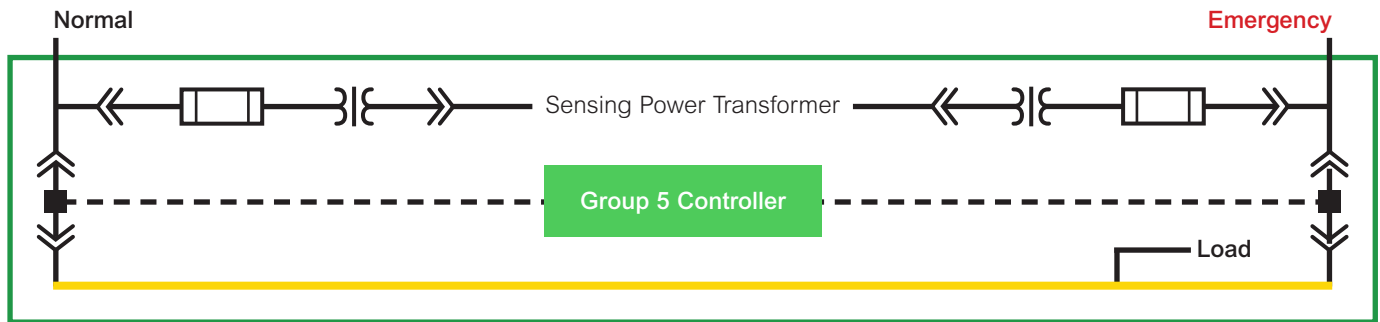 Normal
Emergency
Sensing Power Transformer
Group 5 Controller
Load